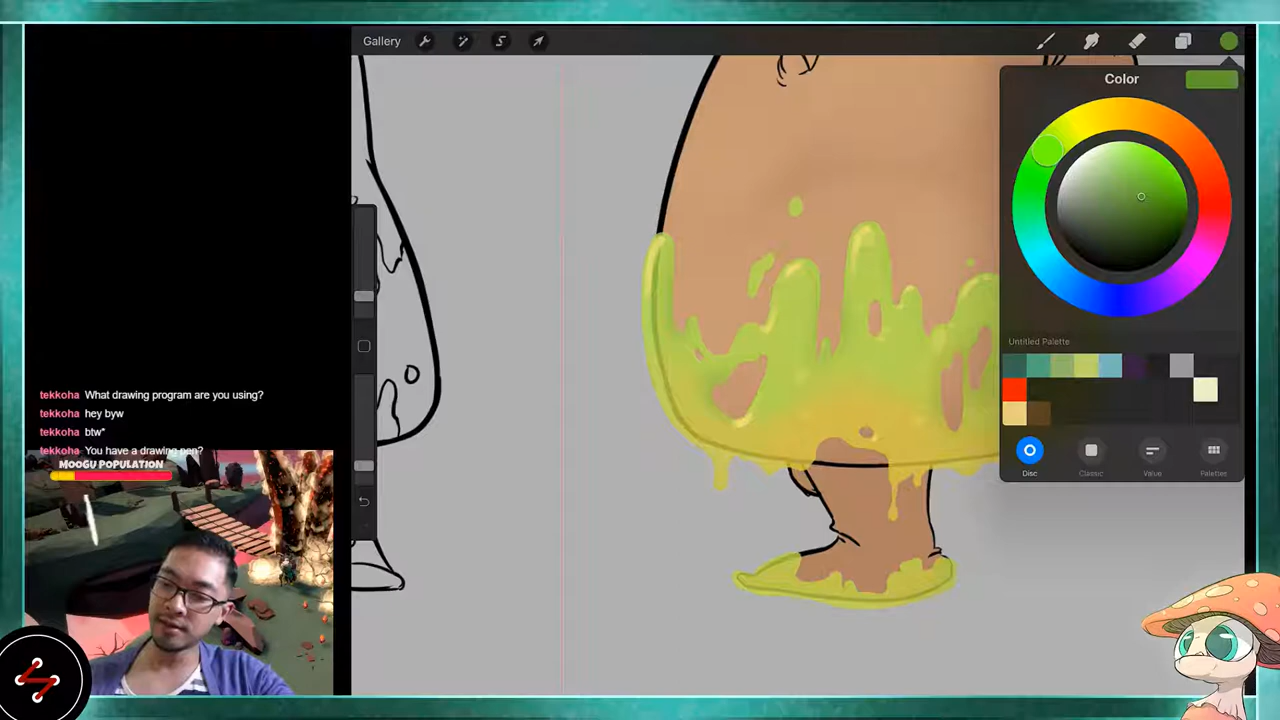 Gallery
Color
Untitled Palette
Disc
Classic
Value
Palettes
tekkoha What drawing program are you using?
tekkoha hey byw
tekkoha btw*
tekkoha You have a drawing pen?
MOOGU POPULATION